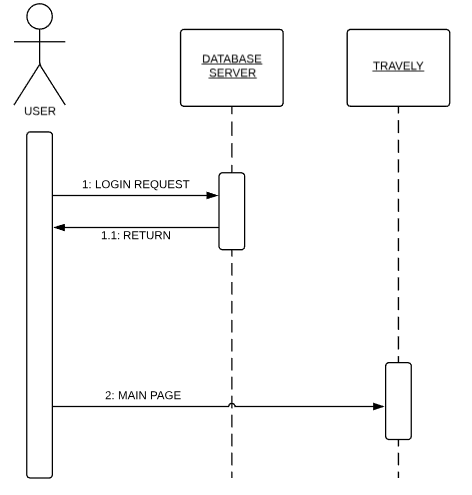 USER
DATABASE
SERVER
TRAVELY
1: LOGIN REQUEST
1.1: RETURN
2: MAIN PAGE